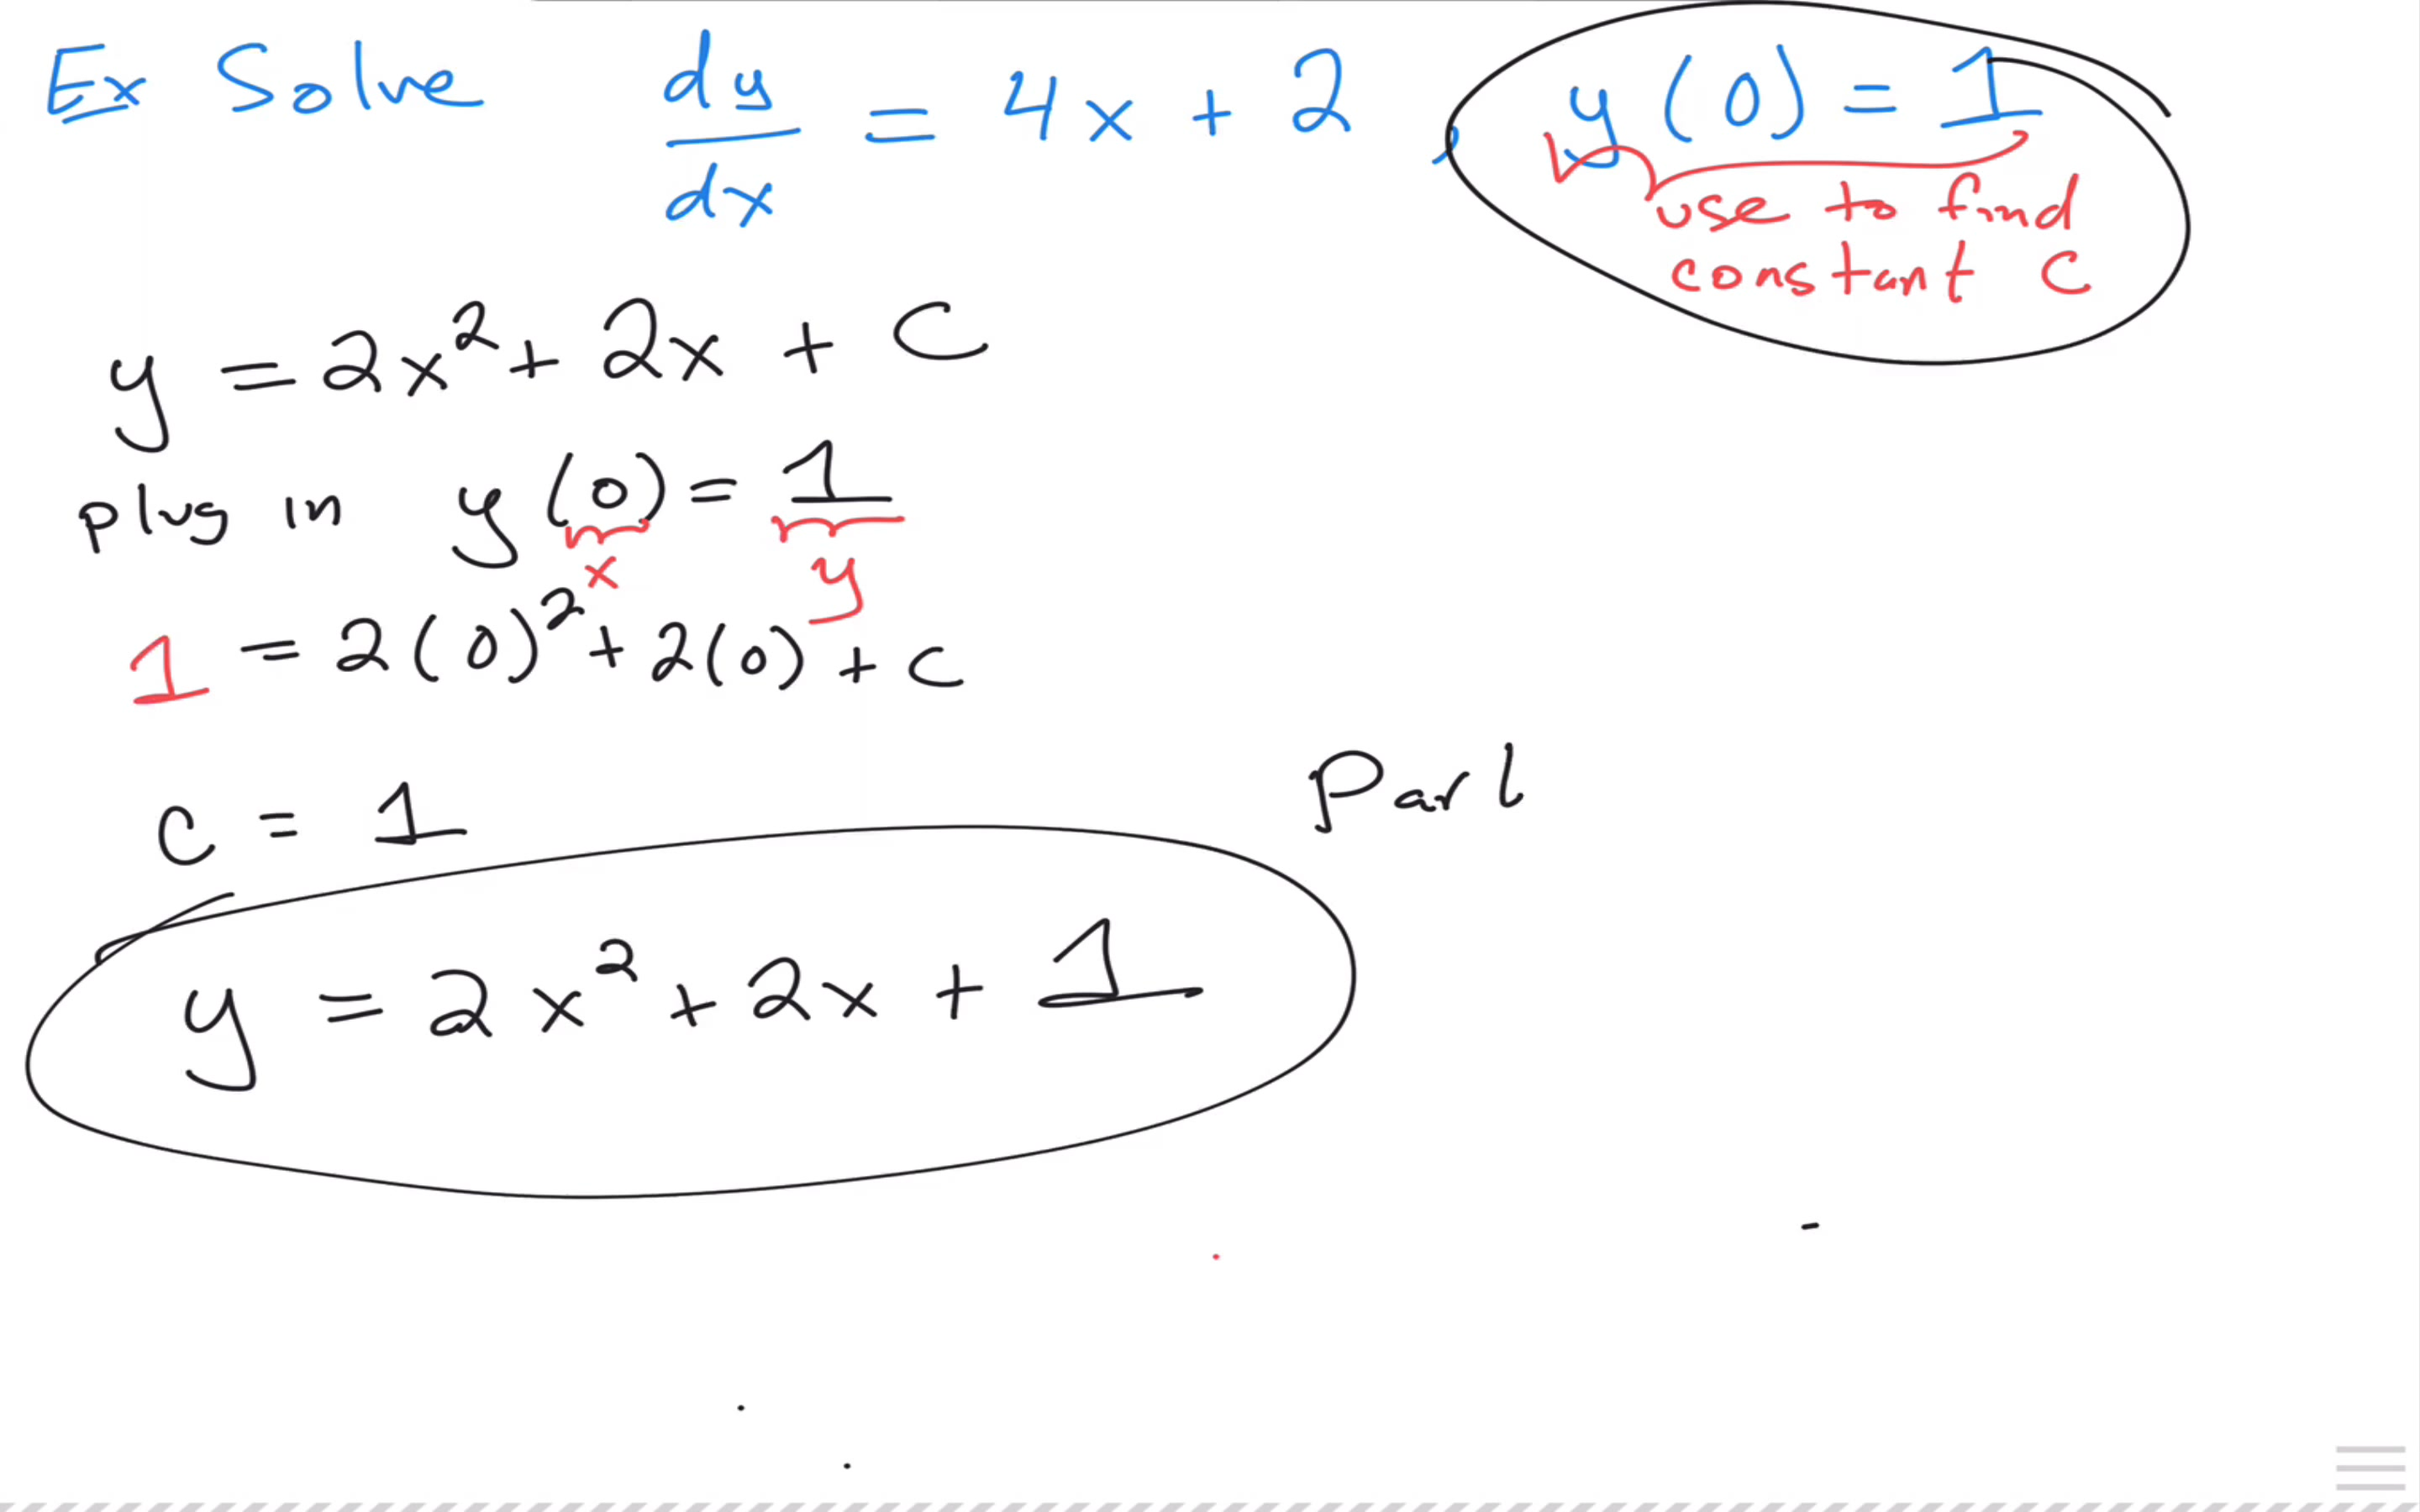 Ex Solve dy/dx = 4x + 2, y(0) = 1
use to find
constant C
y = 2x² + 2x + C
plug in y(0) = 1
x y
1 = 2(0)² + 2(0) + C
C = 1
y = 2x² + 2x + 1